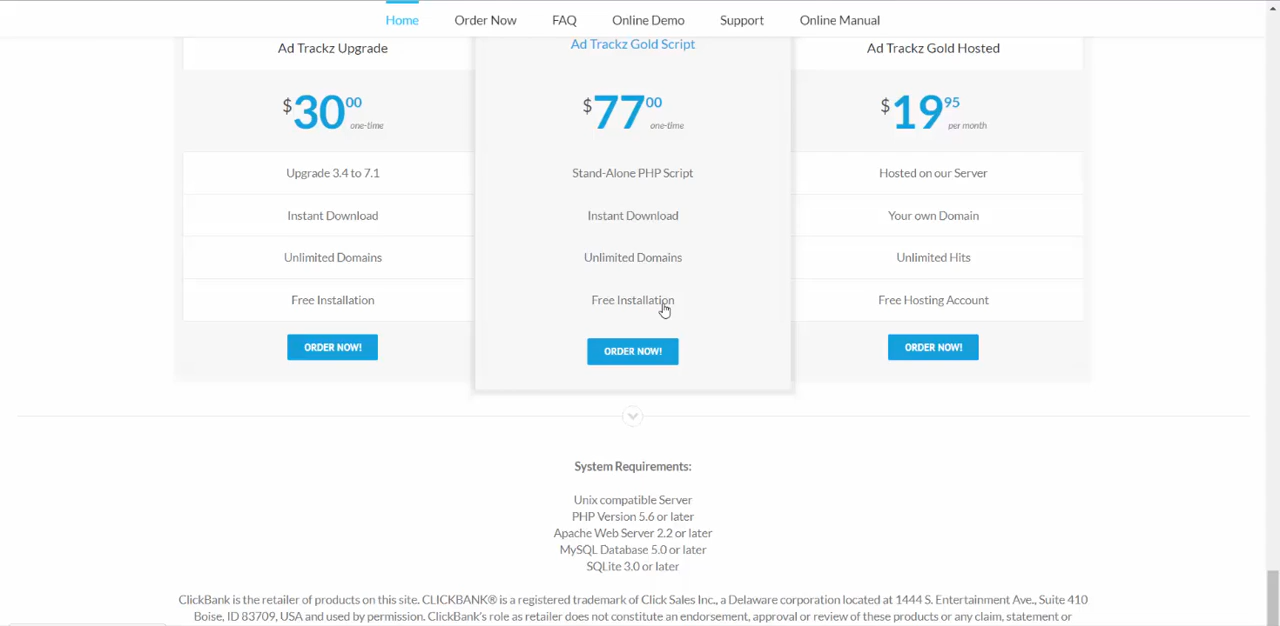 Home Order Now FAQ Online Demo Support Online Manual
Ad Trackz Upgrade
$30 00 one-time
Upgrade 3.4 to 7.1
Instant Download
Unlimited Domains
Free Installation
ORDER NOW!
Ad Trackz Gold Script
$77 00 one-time
Stand-Alone PHP Script
Instant Download
Unlimited Domains
Free Installation
ORDER NOW!
Ad Trackz Gold Hosted
$19 95 per month
Hosted on our Server
Your own Domain
Unlimited Hits
Free Hosting Account
ORDER NOW!
System Requirements:
Unix compatible Server
PHP Version 5.6 or later
Apache Web Server 2.2 or later
MySQL Database 5.0 or later
SQLite 3.0 or later
ClickBank is the retailer of products on this site. CLICKBANK® is a registered trademark of Click Sales Inc., a Delaware corporation located at 1444 S. Entertainment Ave., Suite 410
Boise, ID 83709, USA and used by permission. ClickBank's role as retailer does not constitute an endorsement, approval or review of these products or any claim, statement or